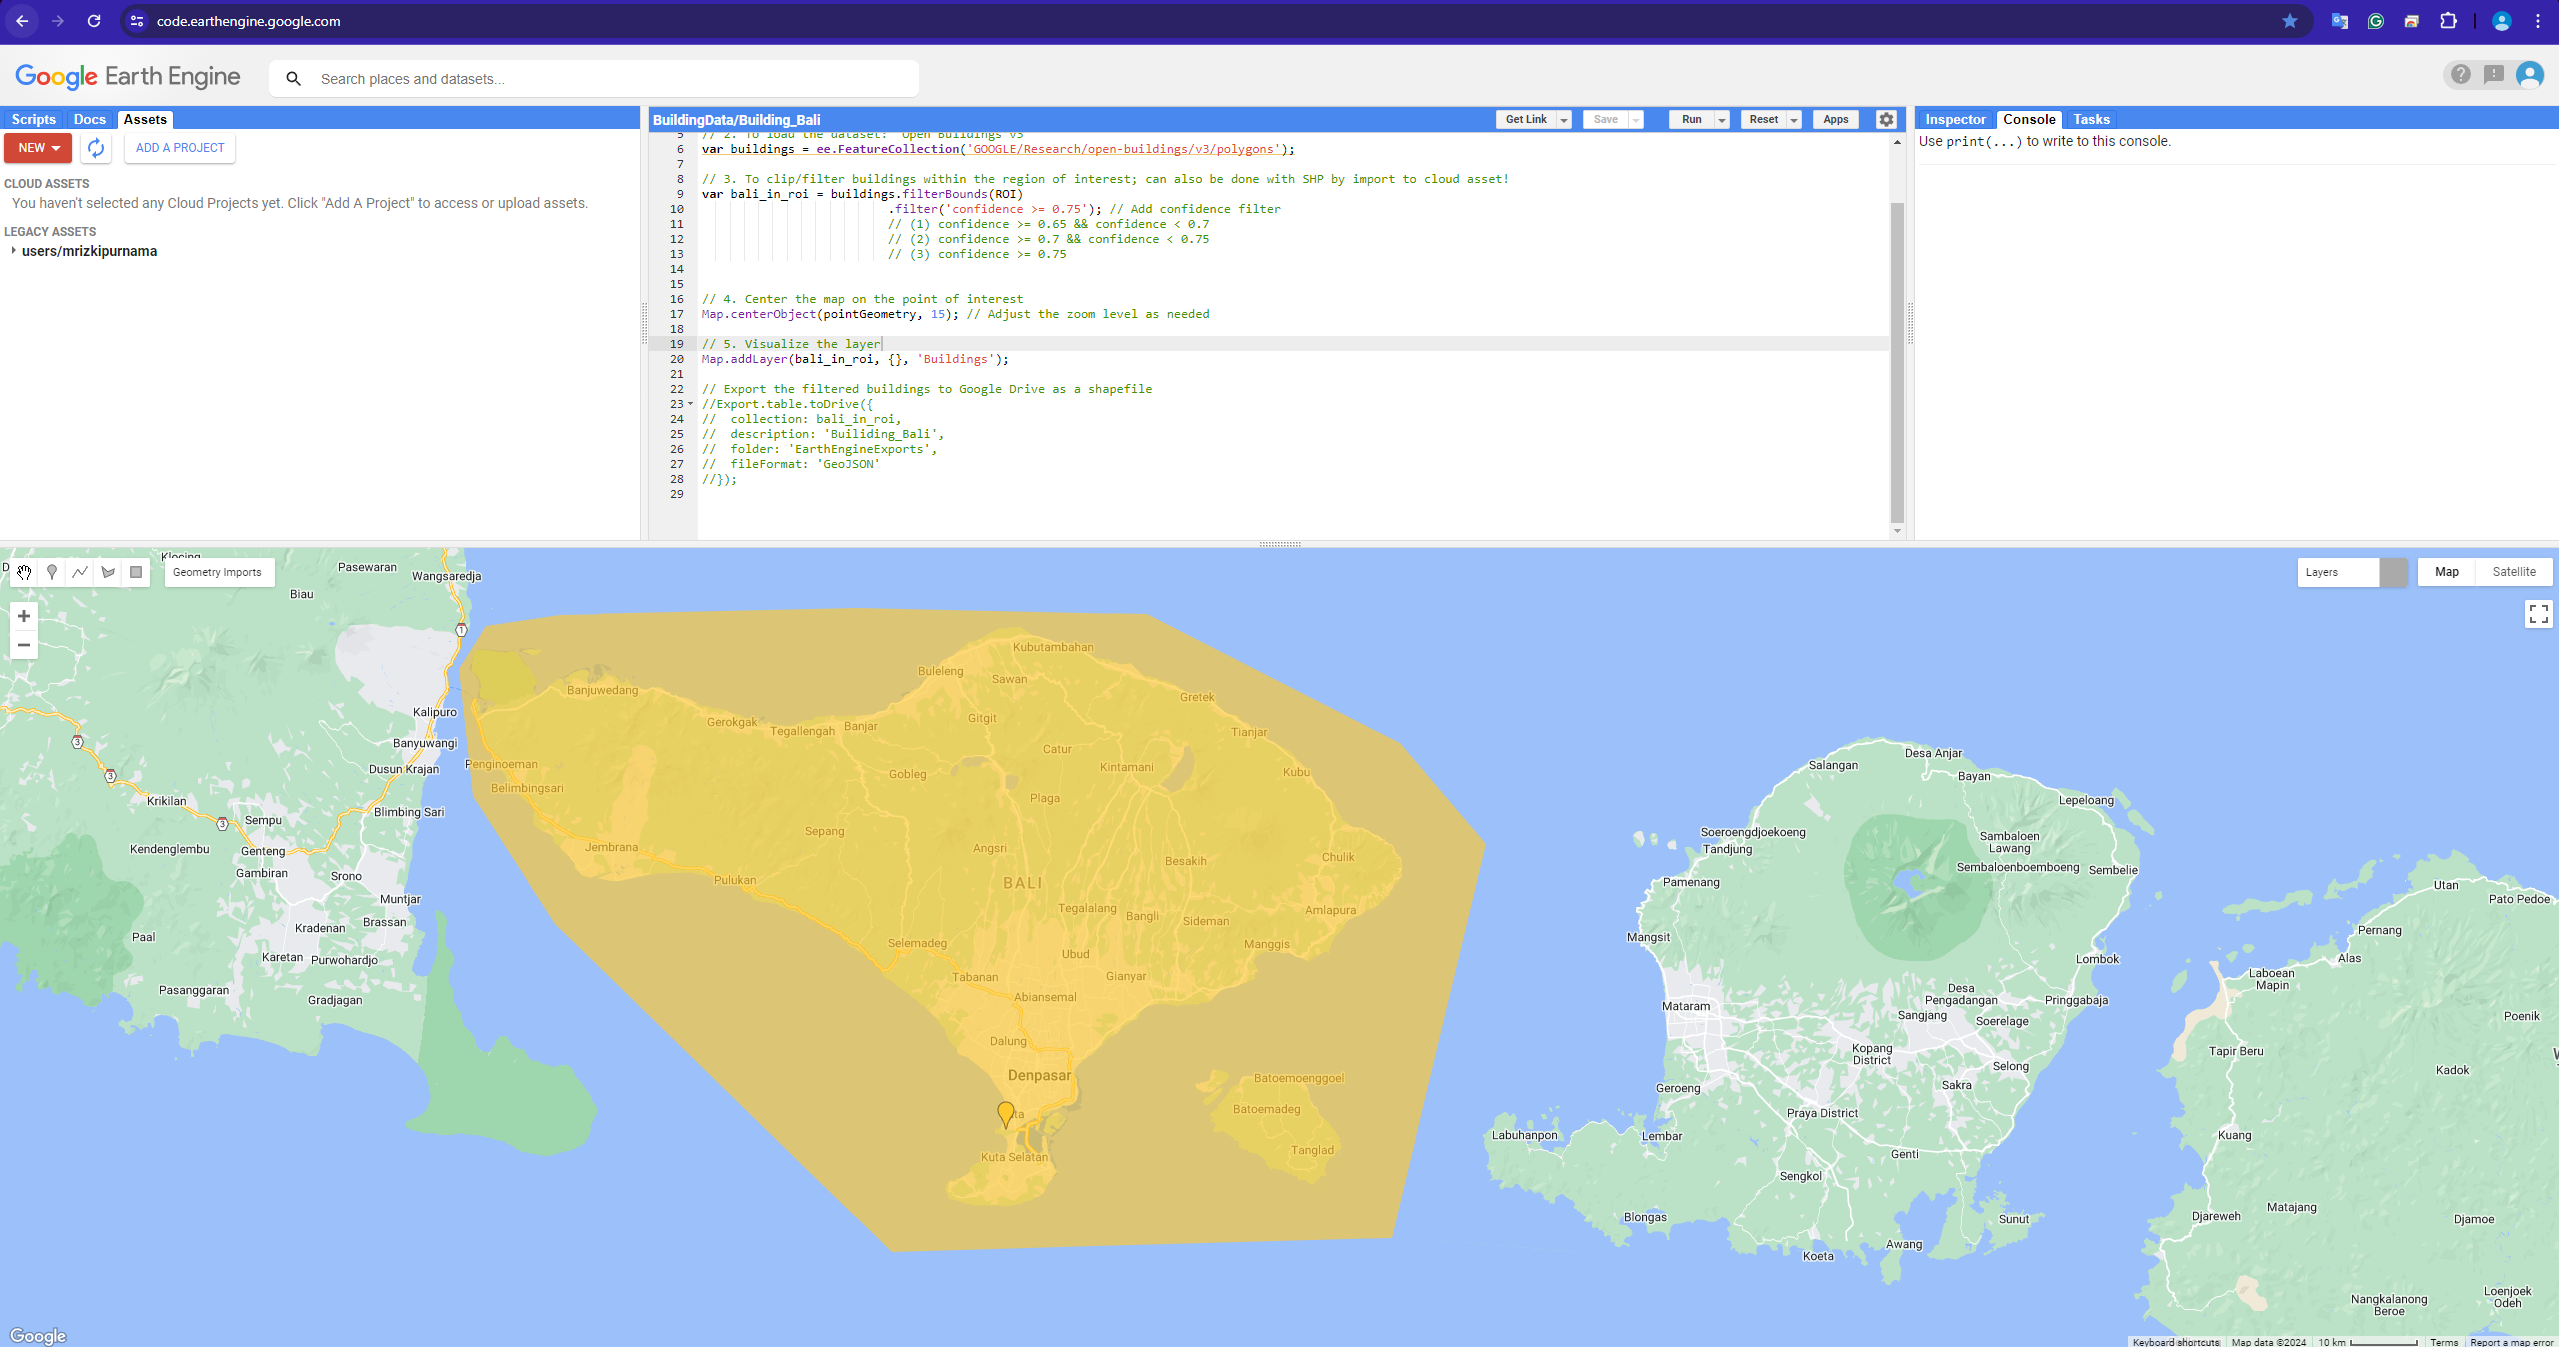 code.earthengine.google.com
Google Earth Engine
Search places and datasets...
Scripts Docs Assets
NEW ADD A PROJECT
CLOUD ASSETS
You haven't selected any Cloud Projects yet. Click "Add A Project" to access or upload assets.
LEGACY ASSETS
users/mrizkipurnama
BuildingData/Building_Bali
Get Link Save Run Reset Apps
5 // 2. To load the dataset: "Open Buildings V3"
6 var buildings = ee.FeatureCollection('GOOGLE/Research/open-buildings/v3/polygons');
7
8 // 3. To clip/filter buildings within the region of interest; can also be done with SHP by import to cloud asset!
9 var bali_in_roi = buildings.filterBounds(ROI)
10 .filter('confidence >= 0.75'); // Add confidence filter
11 // (1) confidence >= 0.65 && confidence < 0.7
12 // (2) confidence >= 0.7 && confidence < 0.75
13 // (3) confidence >= 0.75
14
15
16 // 4. Center the map on the point of interest
17 Map.centerObject(pointGeometry, 15); // Adjust the zoom level as needed
18
19 // 5. Visualize the layer
20 Map.addLayer(bali_in_roi, {}, 'Buildings');
21
22 // Export the filtered buildings to Google Drive as a shapefile
23 //Export.table.toDrive({
24 // collection: bali_in_roi,
25 // description: 'Builiding_Bali',
26 // folder: 'EarthEngineExports',
27 // fileFormat: 'GeoJSON'
28 //});
29
Inspector Console Tasks
Use print(...) to write to this console.
Geometry Imports
Layers
Map Satellite
Klocing
Pasewaran
Wangsaredja
Biau
1
Kalipuro
3
Banyuwangi
3
Dusun Krajan
Krikilan
Blimbing Sari
3
Sempu
Kendenglembu
Genteng
Gambiran
Srono
Muntjar
Kradenan
Brassan
Paal
Karetan
Purwohardjo
Pasanggaran
Gradjagan
Kubutambahan
Buleleng
Sawan
Banjuwedang
Gretek
Gerokgak
Tegallengah
Banjar
Gitgit
Tianjar
Catur
Penginoeman
Gobleg
Kintamani
Kubu
Belimbingsari
Plaga
Sepang
Jembrana
Angsri
Besakih
Chulik
Pulukan
BALI
Tegalalang
Bangli
Sideman
Amlapura
Selemadeg
Manggis
Ubud
Tabanan
Gianyar
Abiansemal
Dalung
Denpasar
Batoemoenggoel
Batoemadeg
Tanglad
Kuta Selatan
Salangan
Desa Anjar
Bayan
Lepeloang
Soeroengdjoekoeng
Tandjung
Sambaloen
Lawang
Sembaloenboemboeng
Sembelie
Pamenang
Mangsit
Lombok
Mataram
Desa
Pengadangan
Pringgabaja
Sangjang
Soerelage
Kopang
District
Selong
Geroeng
Sakra
Praya District
Labuhanpon
Lembar
Genti
Sengkol
Blongas
Sunut
Awang
Koeta
Utan
Pato Pedoe
Pernang
Alas
Laboean
Mapin
Poenik
Tapir Beru
Kadok
Kuang
Matajang
Djareweh
Djamoe
Loenjoek
Odeh
Nangkalanong
Beroe
Google
Keyboard shortcuts Map data ©2024 10 km Terms Report a map error